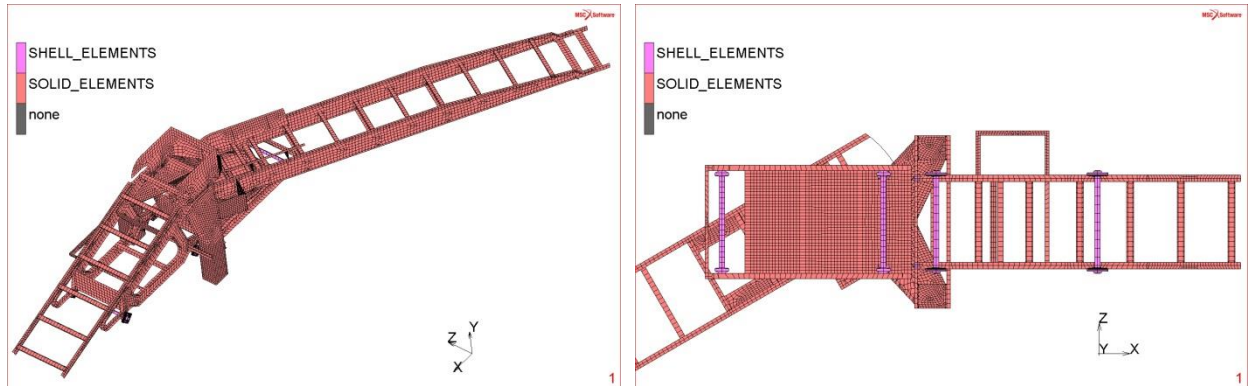 MSC Software
SHELL_ELEMENTS
SOLID_ELEMENTS
none
Y
Z
X
1
MSC Software
SHELL_ELEMENTS
SOLID_ELEMENTS
none
Z
Y X
1